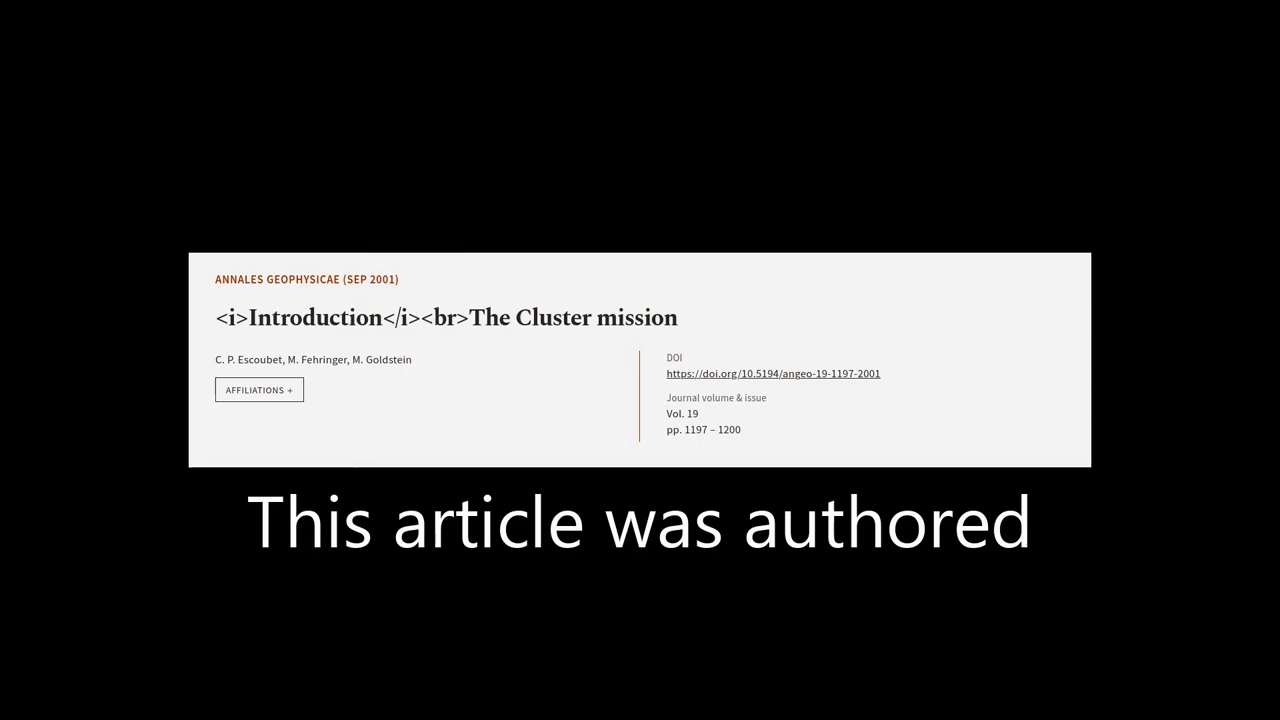 ANNALES GEOPHYSICAE (SEP 2001)
<i>Introduction</i><br>The Cluster mission
C. P. Escoubet, M. Fehringer, M. Goldstein
AFFILIATIONS +
DOI
https://doi.org/10.5194/angeo-19-1197-2001
Journal volume & issue
Vol. 19
pp. 1197 – 1200
This article was authored